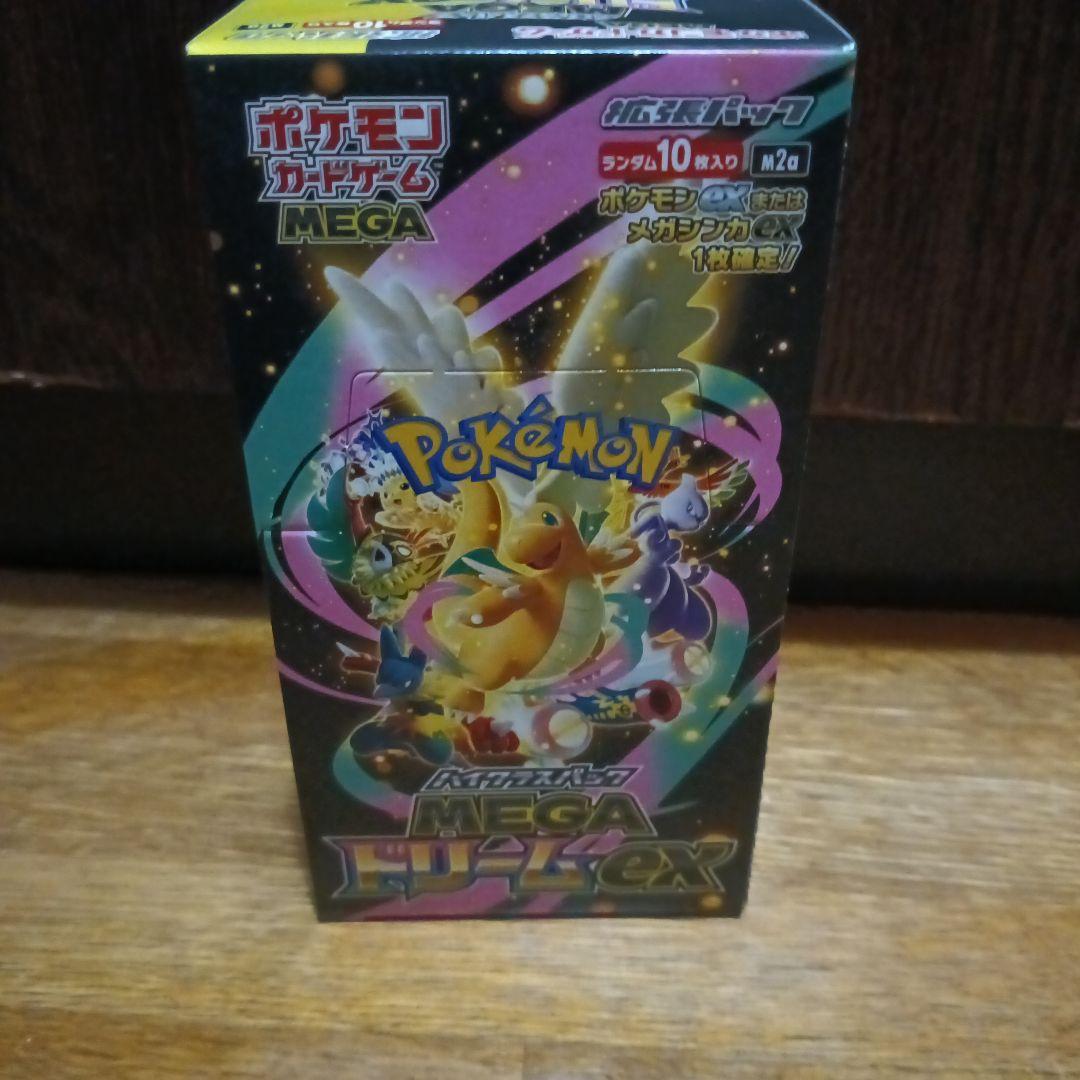 ポケモン
カードゲーム
MEGA
拡張パック
ランダム10枚入り
M2a
ポケモンexまたは
メガシンカex
1枚確定!
POKéMON
ハイクラスパック
MEGA
ドリームex